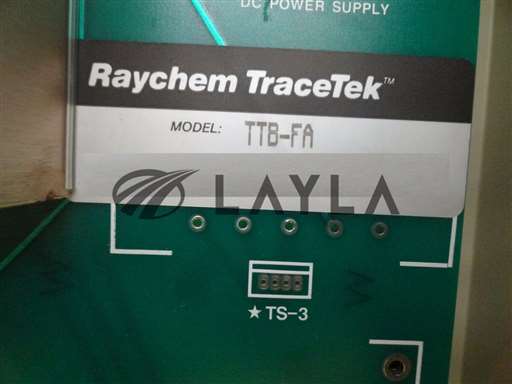 DC POWER SUPPLY
Raychem TraceTek™
MODEL: TTB-FA
LAYLA
★ TS-3